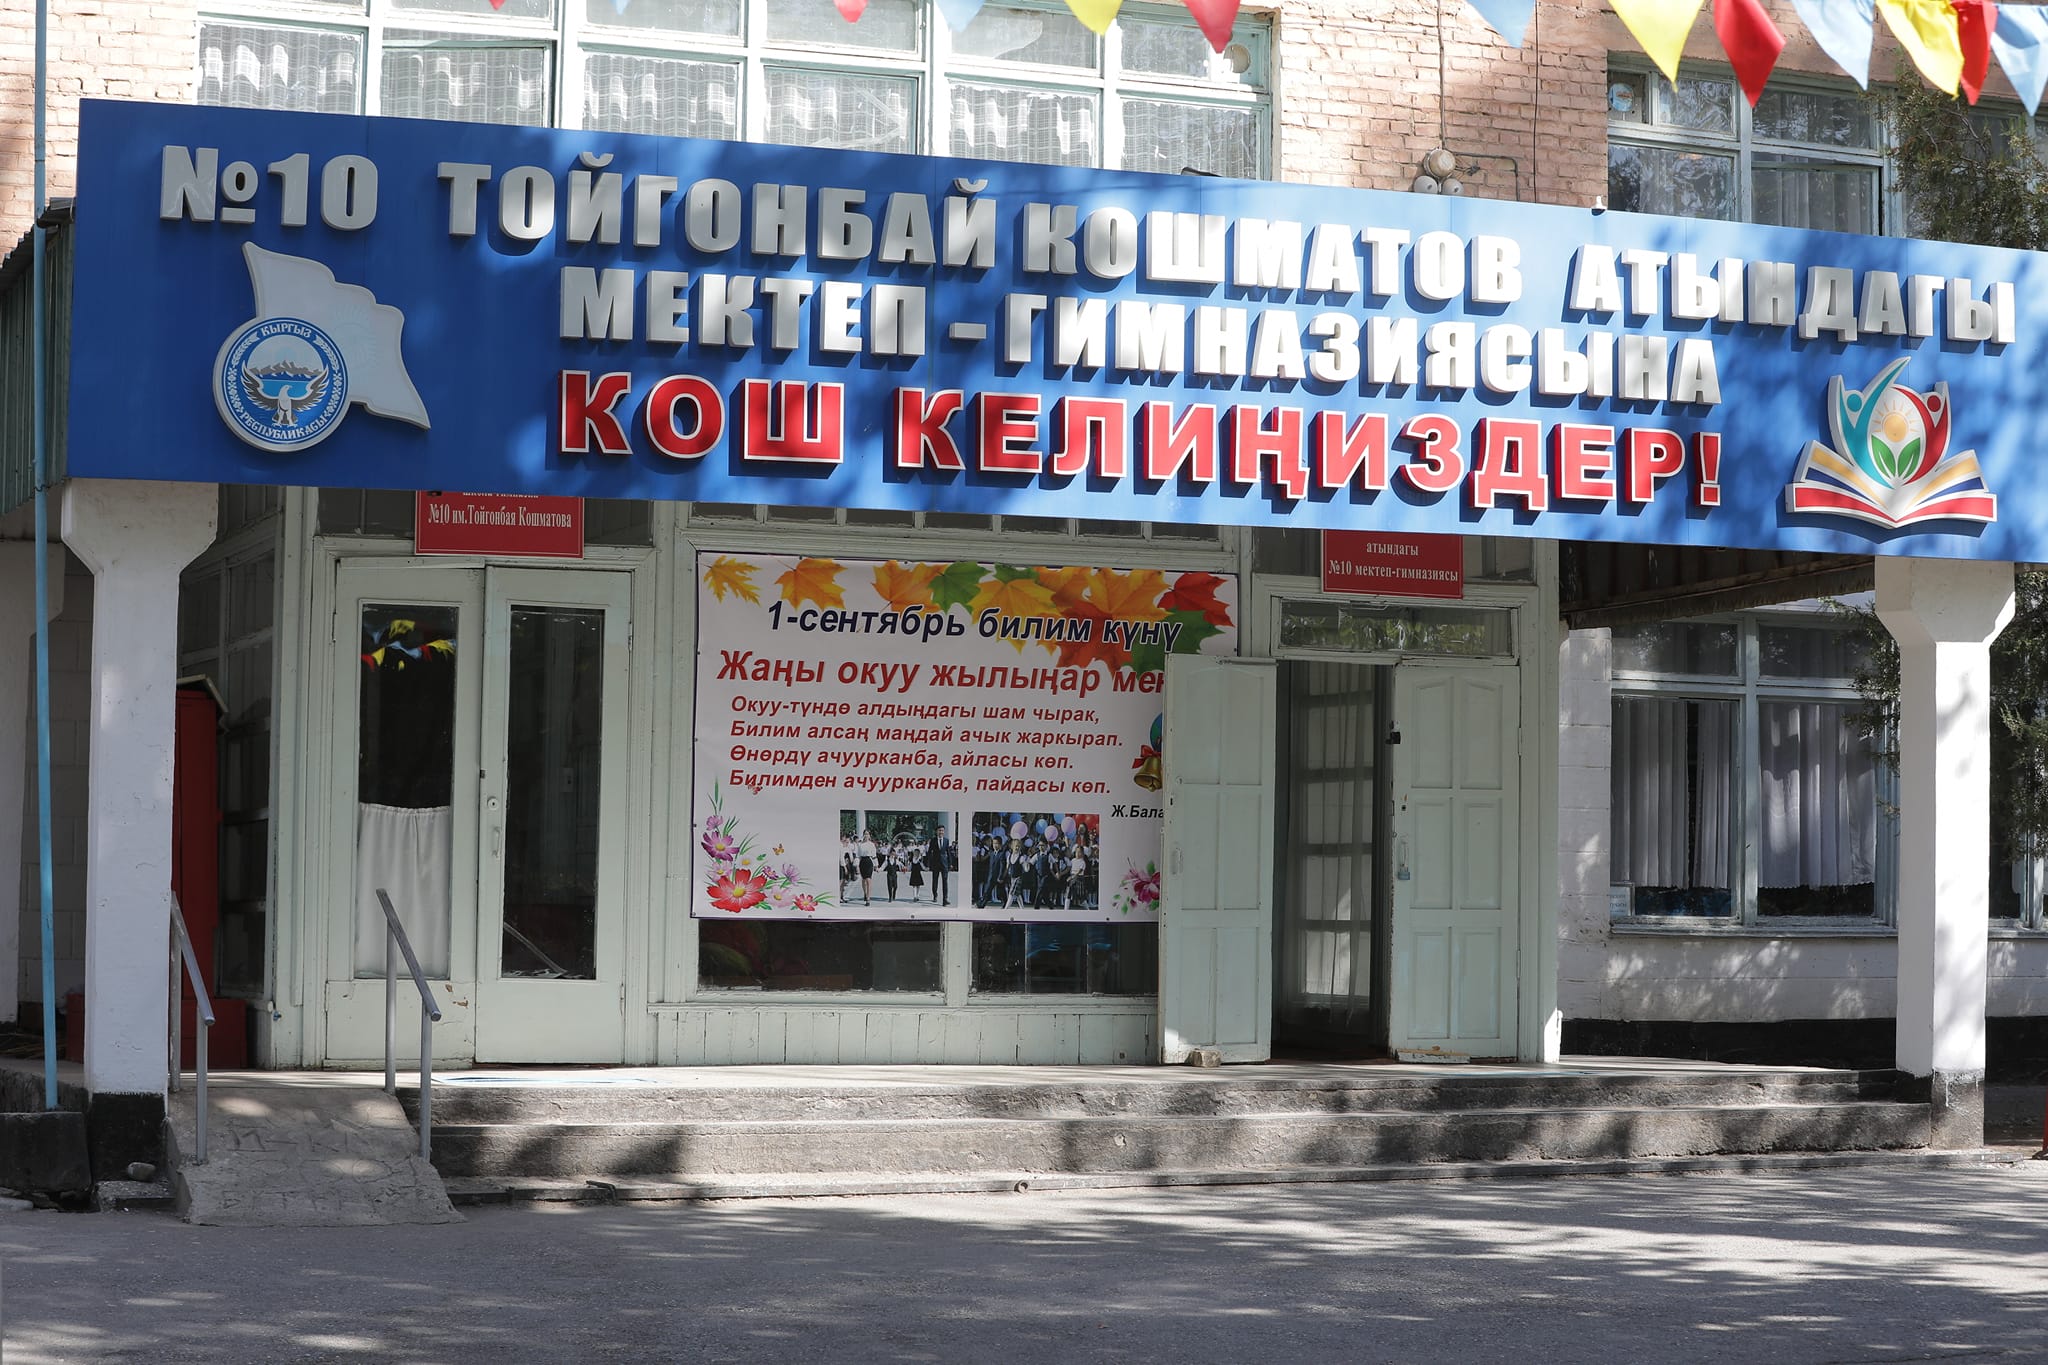 №10 ТОЙГОНБАЙ КОШМАТОВ АТЫНДАГЫ
МЕКТЕП - ГИМНАЗИЯСЫНА
КОШ КЕЛИҢИЗДЕР!
КЫРГЫЗ
РЕСПУБЛИКАСЫ
№10 им.Тойгонбая Кошматова
атындагы
№10 мектеп-гимназиясы
1-сентябрь билим күнү
Жаңы окуу жылыңар
Окуу-түндө алдыңдагы шам чырак,
Билим алсаң маңдай ачык жаркырап.
Өнөрдү ачуурканба, айласы көп.
Билимден ачуурканба, пайдасы көп.